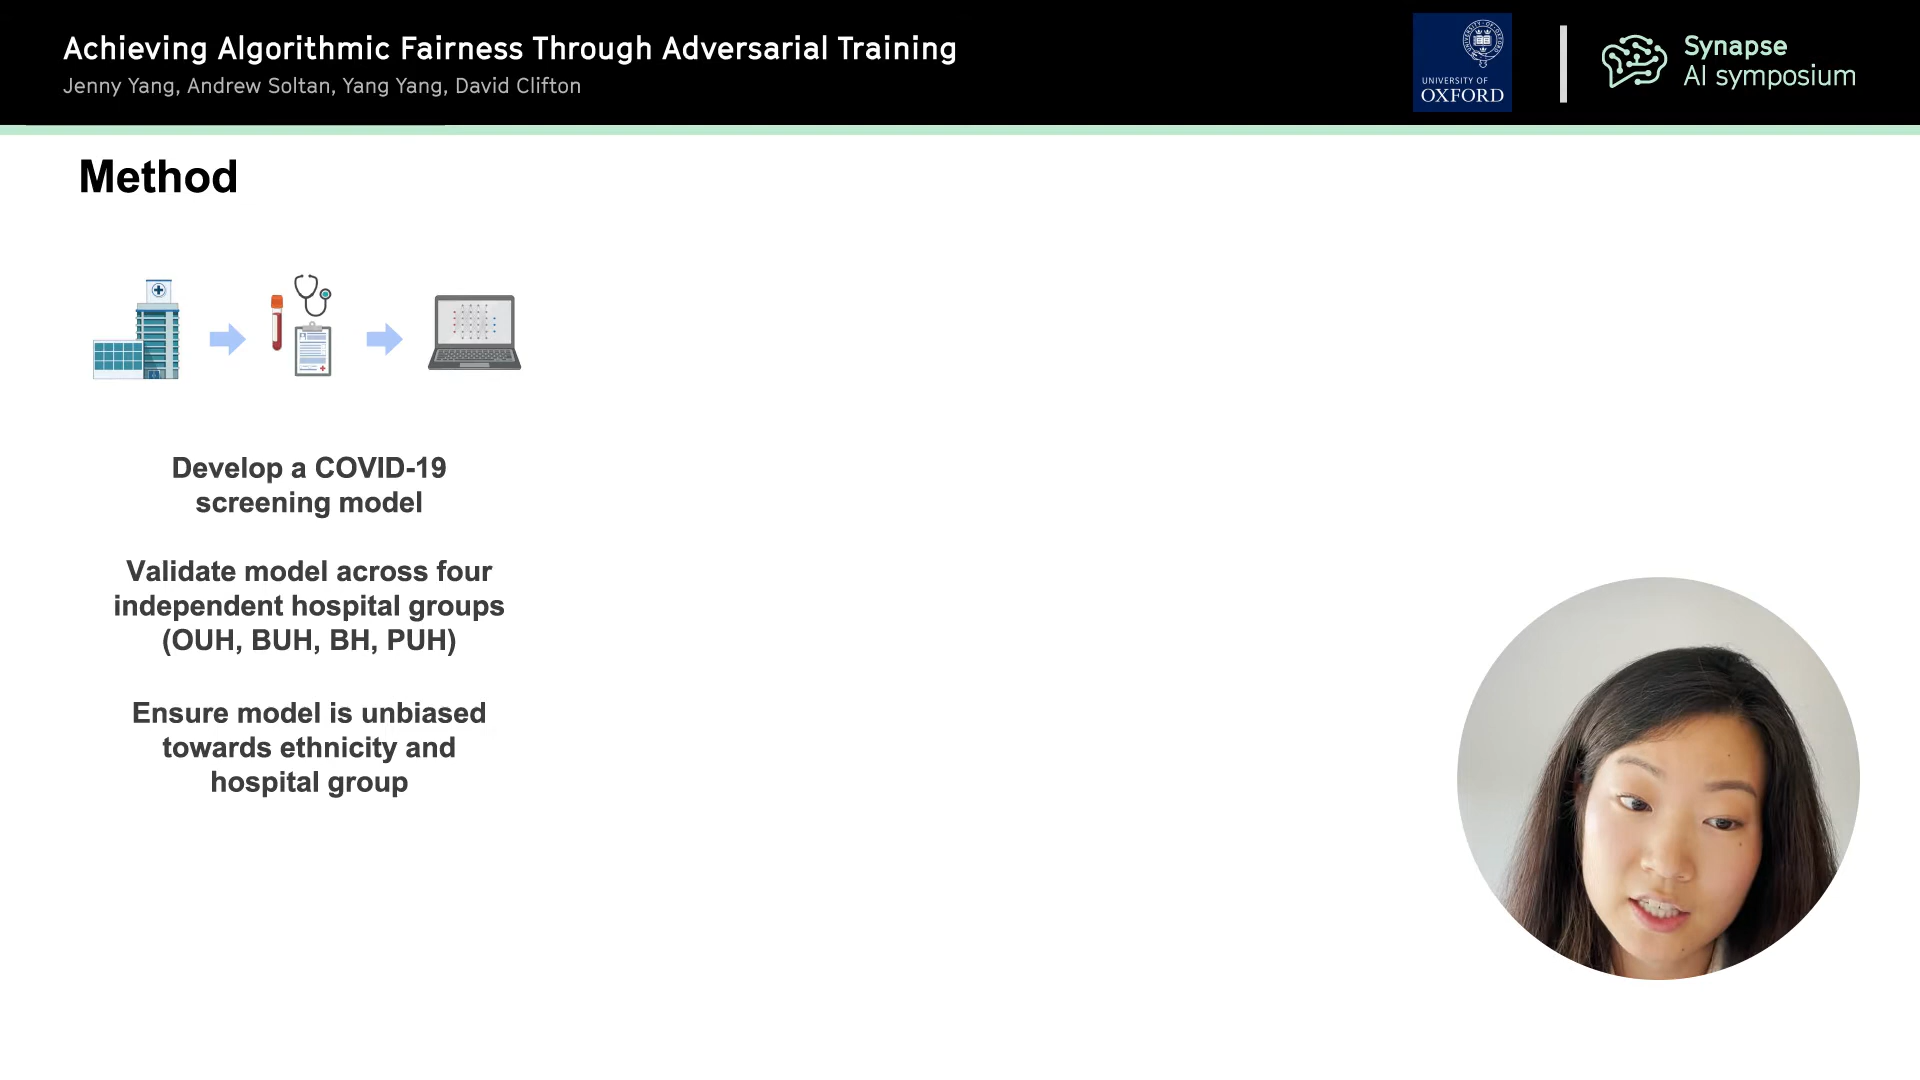 Achieving Algorithmic Fairness Through Adversarial Training
Jenny Yang, Andrew Soltan, Yang Yang, David Clifton
UNIVERSITY OF
OXFORD
Synapse
AI symposium
Method
Develop a COVID-19
screening model
Validate model across four
independent hospital groups
(OUH, BUH, BH, PUH)
Ensure model is unbiased
towards ethnicity and
hospital group